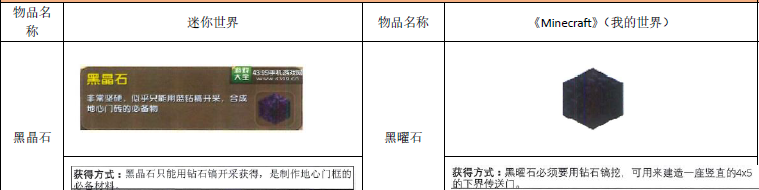 物品名称
迷你世界
物品名称
《Minecraft》（我的世界）
黑晶石
黑晶石
游戏大全
4399手机游戏网
www.4399.cn
非常坚硬，似乎只能用蓝钻镐开采，合成
地心门砖的必备物
黑曜石
获得方式：黑晶石只能用钻石镐开采获得，是制作地心门框的
必备材料。
获得方式：黑曜石必须要用钻石镐挖，可用来建造一座竖直的4x5
的下界传送门。